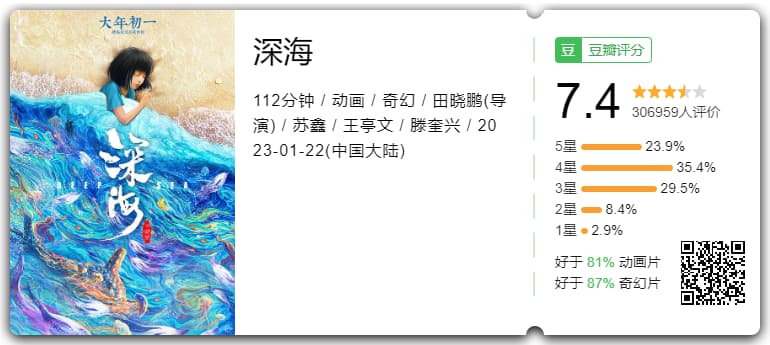 大年初一
深海
DEEP SEA
深海
112分钟 / 动画 / 奇幻 / 田晓鹏(导
演) / 苏鑫 / 王亭文 / 滕奎兴 / 20
23-01-22(中国大陆)
豆 豆瓣评分
7.4
306959人评价
5星 23.9%
4星 35.4%
3星 29.5%
2星 8.4%
1星 2.9%
好于 81% 动画片
好于 87% 奇幻片